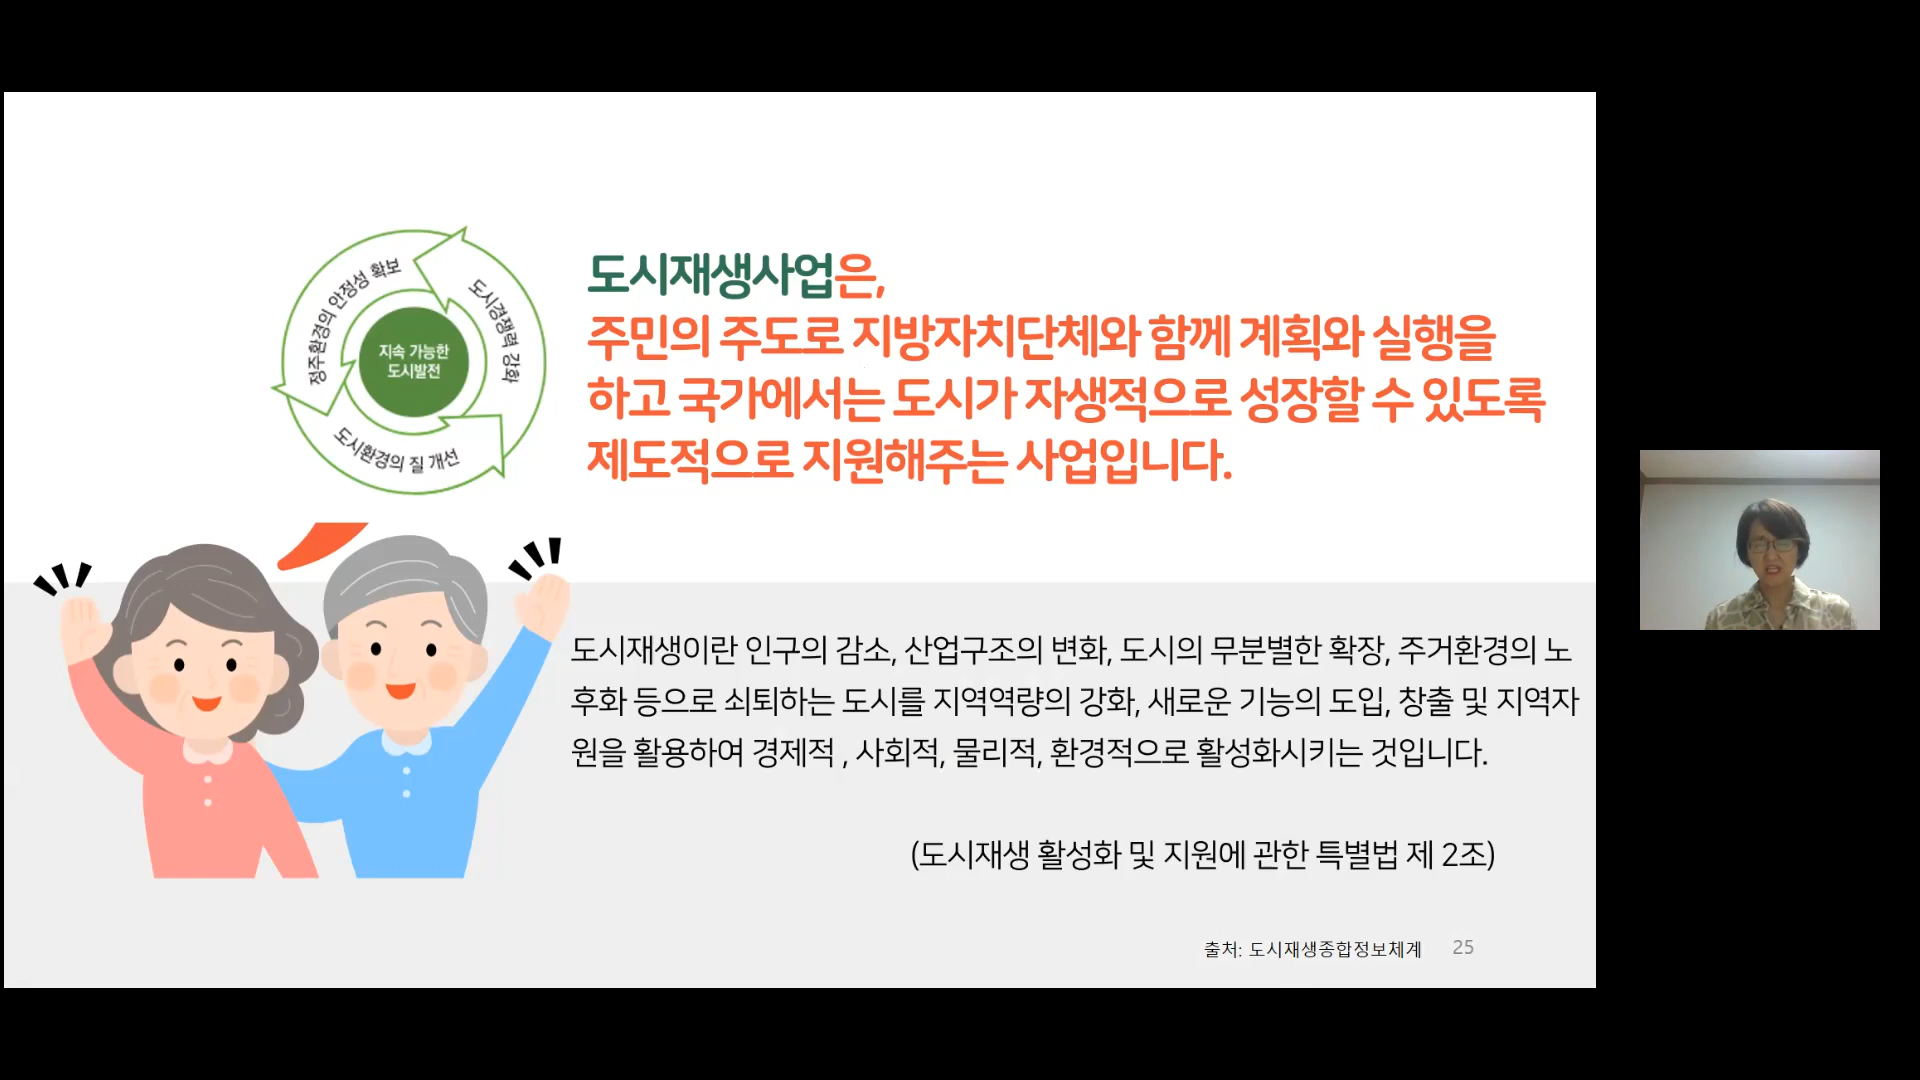 정주환경의 안정성 확보
도시경쟁력 강화
지속 가능한
도시발전
도시환경의 질 개선
도시재생사업은,
주민의 주도로 지방자치단체와 함께 계획와 실행을
하고 국가에서는 도시가 자생적으로 성장할 수 있도록
제도적으로 지원해주는 사업입니다.
도시재생이란 인구의 감소, 산업구조의 변화, 도시의 무분별한 확장, 주거환경의 노
후화 등으로 쇠퇴하는 도시를 지역역량의 강화, 새로운 기능의 도입, 창출 및 지역자
원을 활용하여 경제적 , 사회적, 물리적, 환경적으로 활성화시키는 것입니다.
(도시재생 활성화 및 지원에 관한 특별법 제 2조)
출처: 도시재생종합정보체계
25